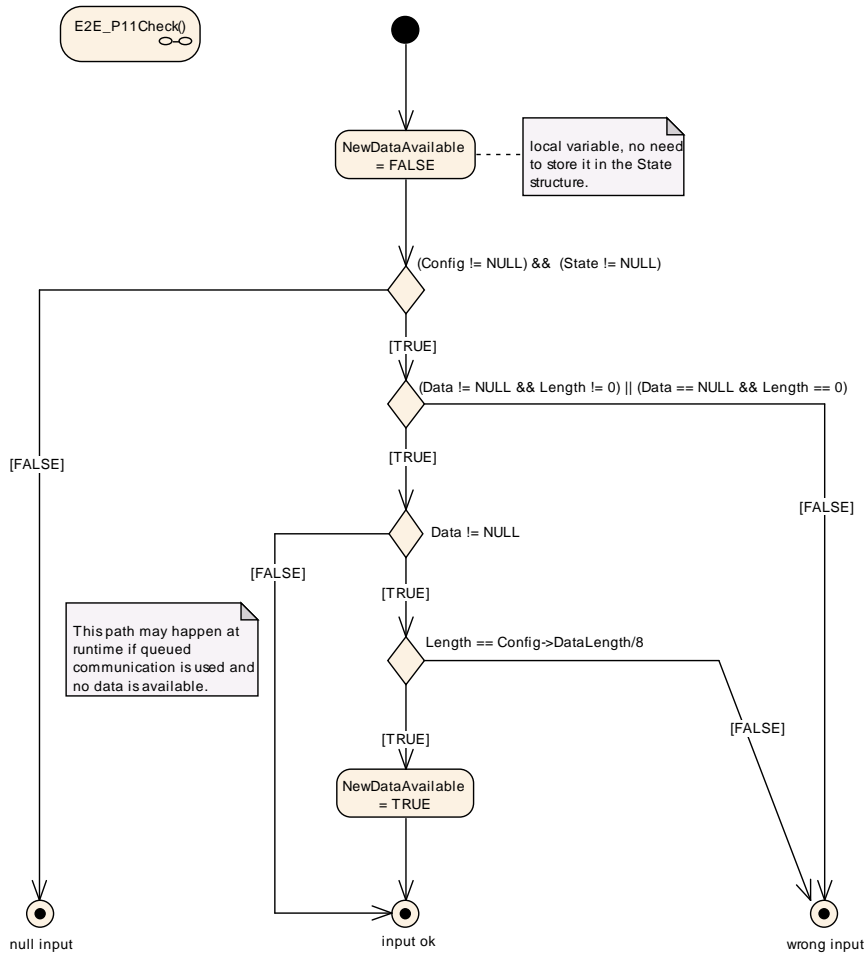 E2E_P11Check()
NewDataAvailable
= FALSE
local variable, no need
to store it in the State
structure.
(Config != NULL) && (State != NULL)
[TRUE]
(Data != NULL && Length != 0) || (Data == NULL && Length == 0)
[TRUE]
[FALSE]
[FALSE]
Data != NULL
[FALSE]
[TRUE]
This path may happen at
runtime if queued
communication is used and
no data is available.
Length == Config->DataLength/8
[FALSE]
[TRUE]
NewDataAvailable
= TRUE
null input
input ok
wrong input